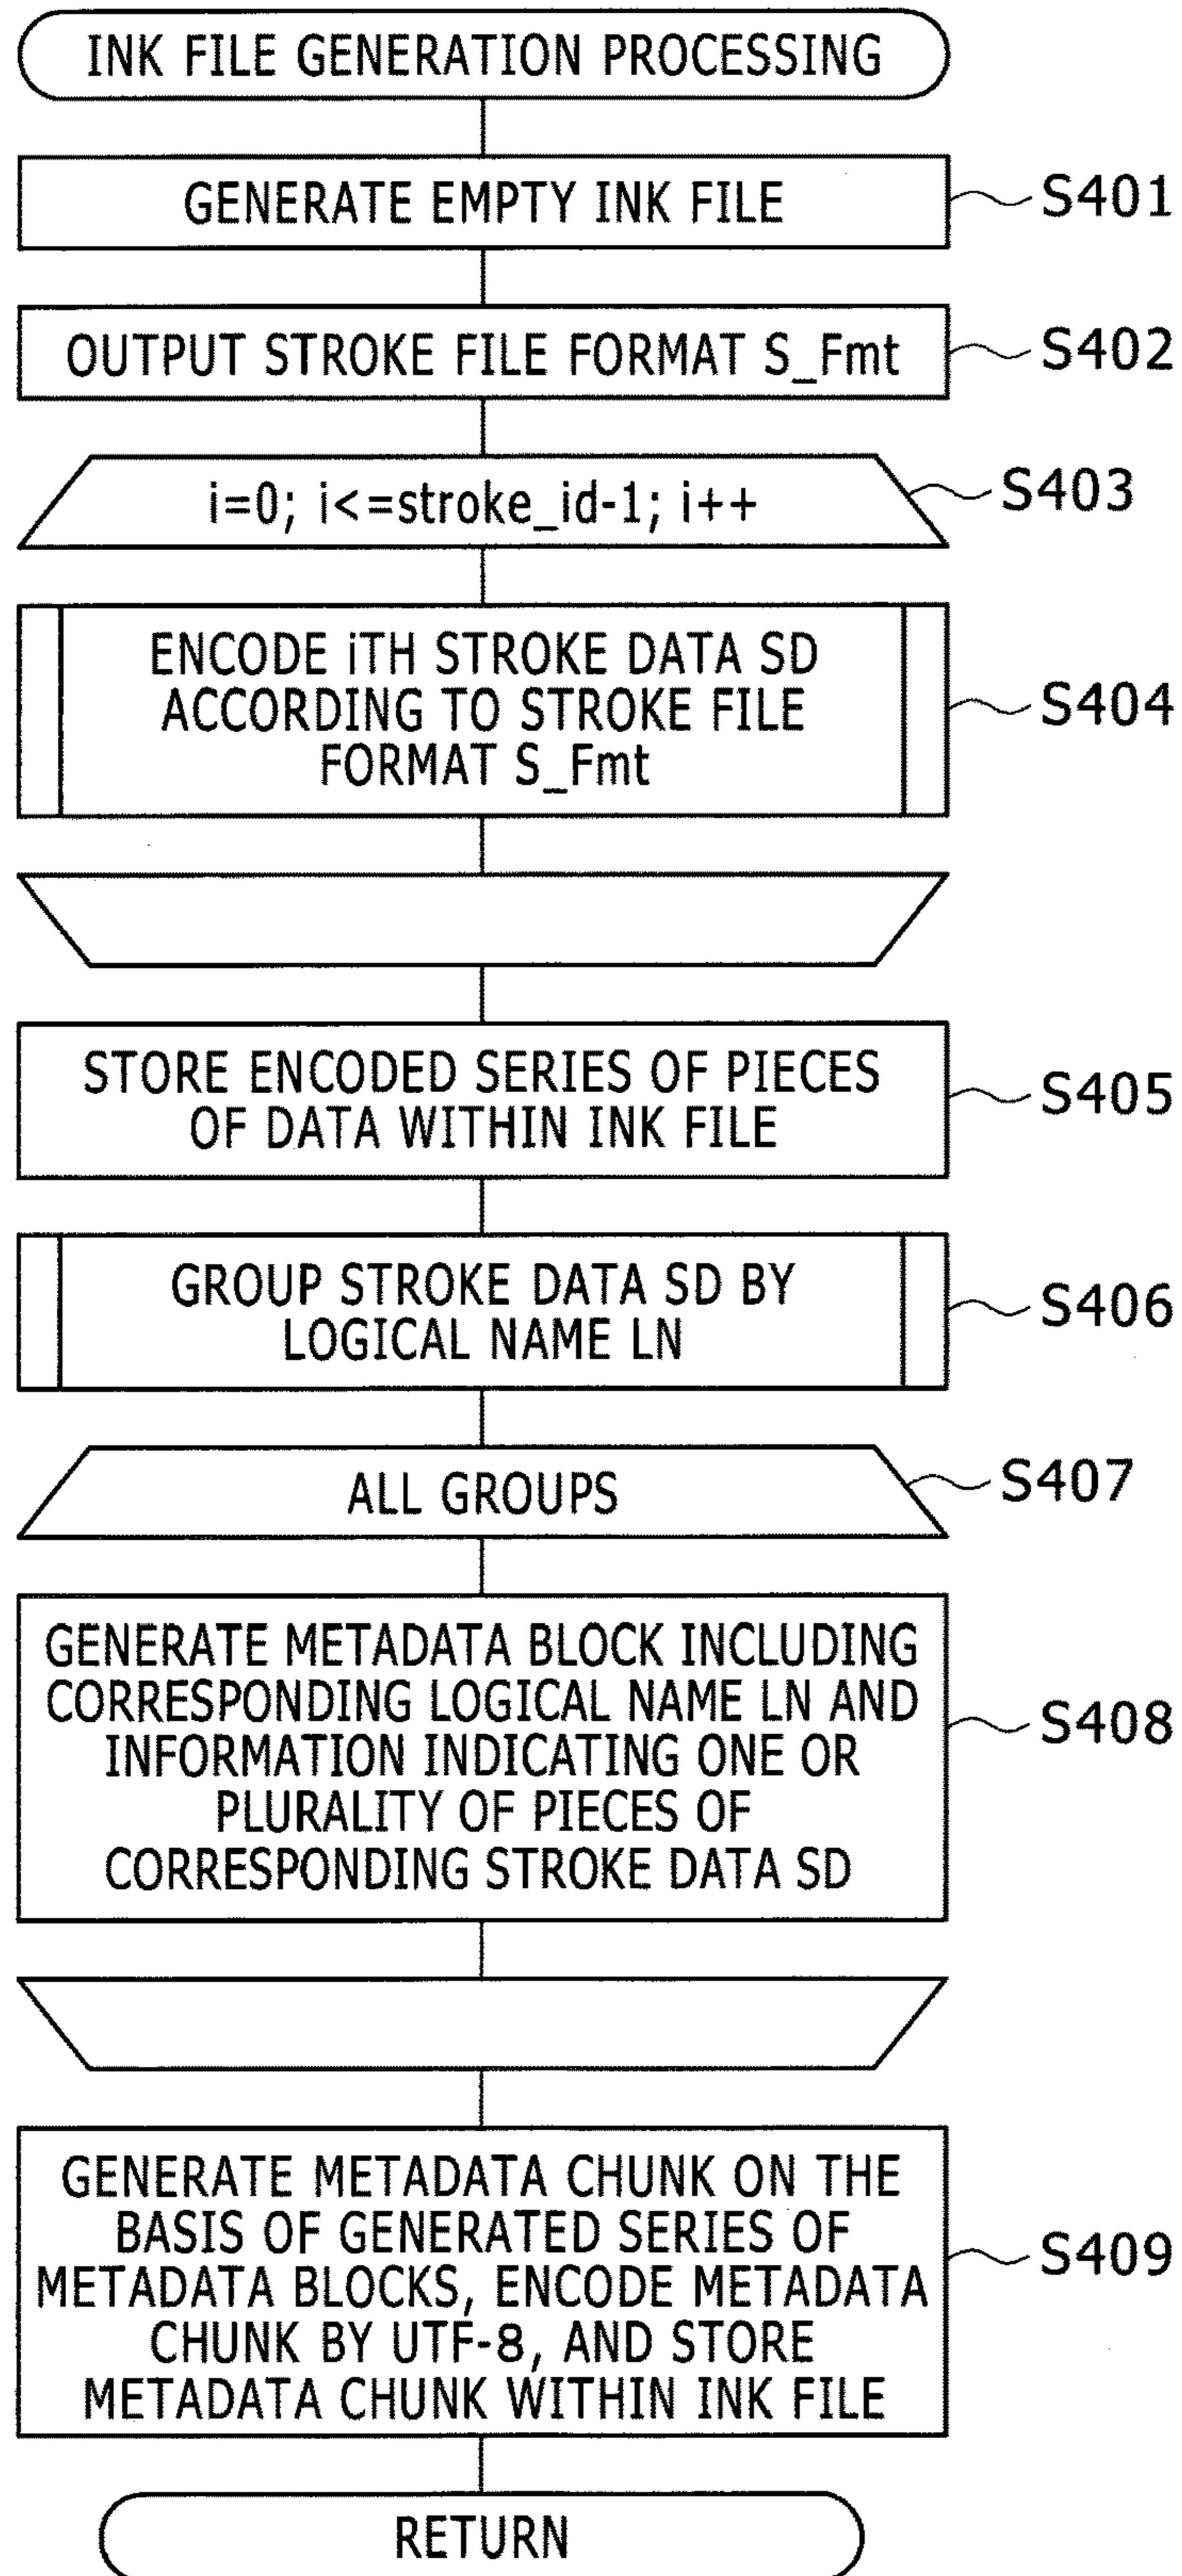 INK FILE GENERATION PROCESSING
GENERATE EMPTY INK FILE
S401
OUTPUT STROKE FILE FORMAT S_Fmt
S402
i=0; i<=stroke_id-1; i++
S403
ENCODE iTH STROKE DATA SD
ACCORDING TO STROKE FILE
FORMAT S_Fmt
S404
STORE ENCODED SERIES OF PIECES
OF DATA WITHIN INK FILE
S405
GROUP STROKE DATA SD BY
LOGICAL NAME LN
S406
ALL GROUPS
S407
GENERATE METADATA BLOCK INCLUDING
CORRESPONDING LOGICAL NAME LN AND
INFORMATION INDICATING ONE OR
PLURALITY OF PIECES OF
CORRESPONDING STROKE DATA SD
S408
GENERATE METADATA CHUNK ON THE
BASIS OF GENERATED SERIES OF
METADATA BLOCKS, ENCODE METADATA
CHUNK BY UTF-8, AND STORE
METADATA CHUNK WITHIN INK FILE
S409
RETURN